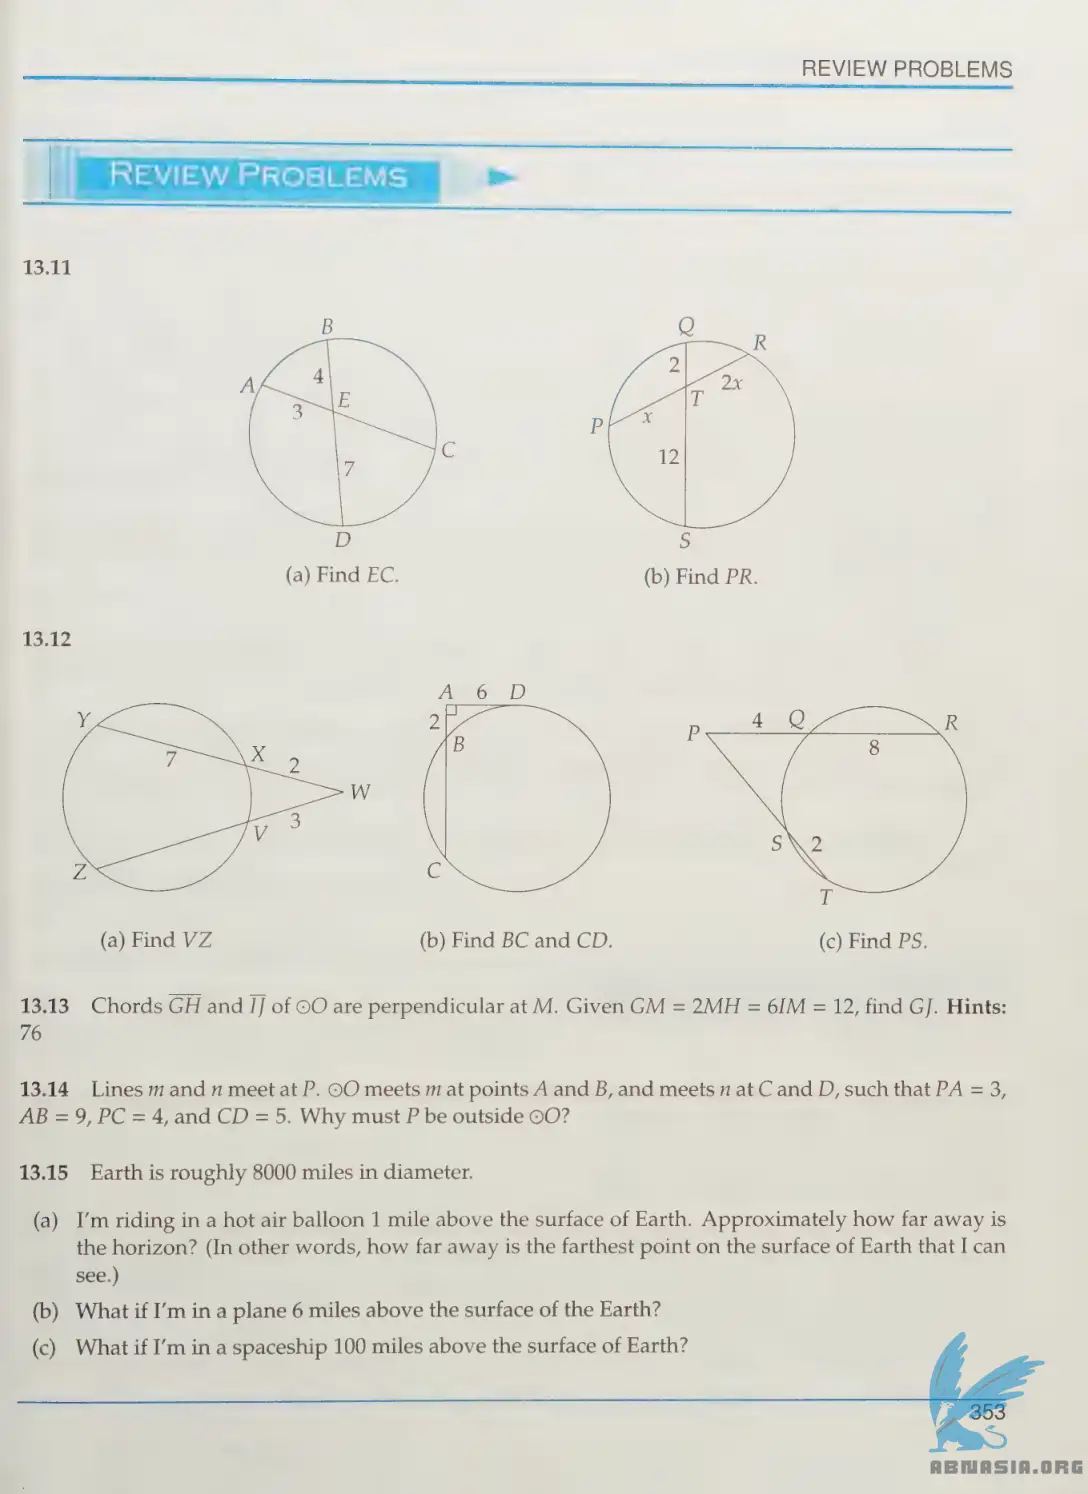 REVIEW PROBLEMS
REVIEW PROBLEMS
13.11
B
A
4
3
E
C
7
D
(a) Find EC.
Q
R
2
2x
T
x
P
12
S
(b) Find PR.
13.12
Y
7
X
2
W
3
V
Z
(a) Find VZ
A 6 D
2
B
C
(b) Find BC and CD.
P
4
Q
R
8
S
2
T
(c) Find PS.
13.13 Chords GH and IJ of ⊙O are perpendicular at M. Given GM = 2MH = 6IM = 12, find GJ. Hints:
76
13.14 Lines m and n meet at P. ⊙O meets m at points A and B, and meets n at C and D, such that PA = 3,
AB = 9, PC = 4, and CD = 5. Why must P be outside ⊙O?
13.15 Earth is roughly 8000 miles in diameter.
(a) I'm riding in a hot air balloon 1 mile above the surface of Earth. Approximately how far away is
the horizon? (In other words, how far away is the farthest point on the surface of Earth that I can
see.)
(b) What if I'm in a plane 6 miles above the surface of the Earth?
(c) What if I'm in a spaceship 100 miles above the surface of Earth?
353
ABNASIA.ORG